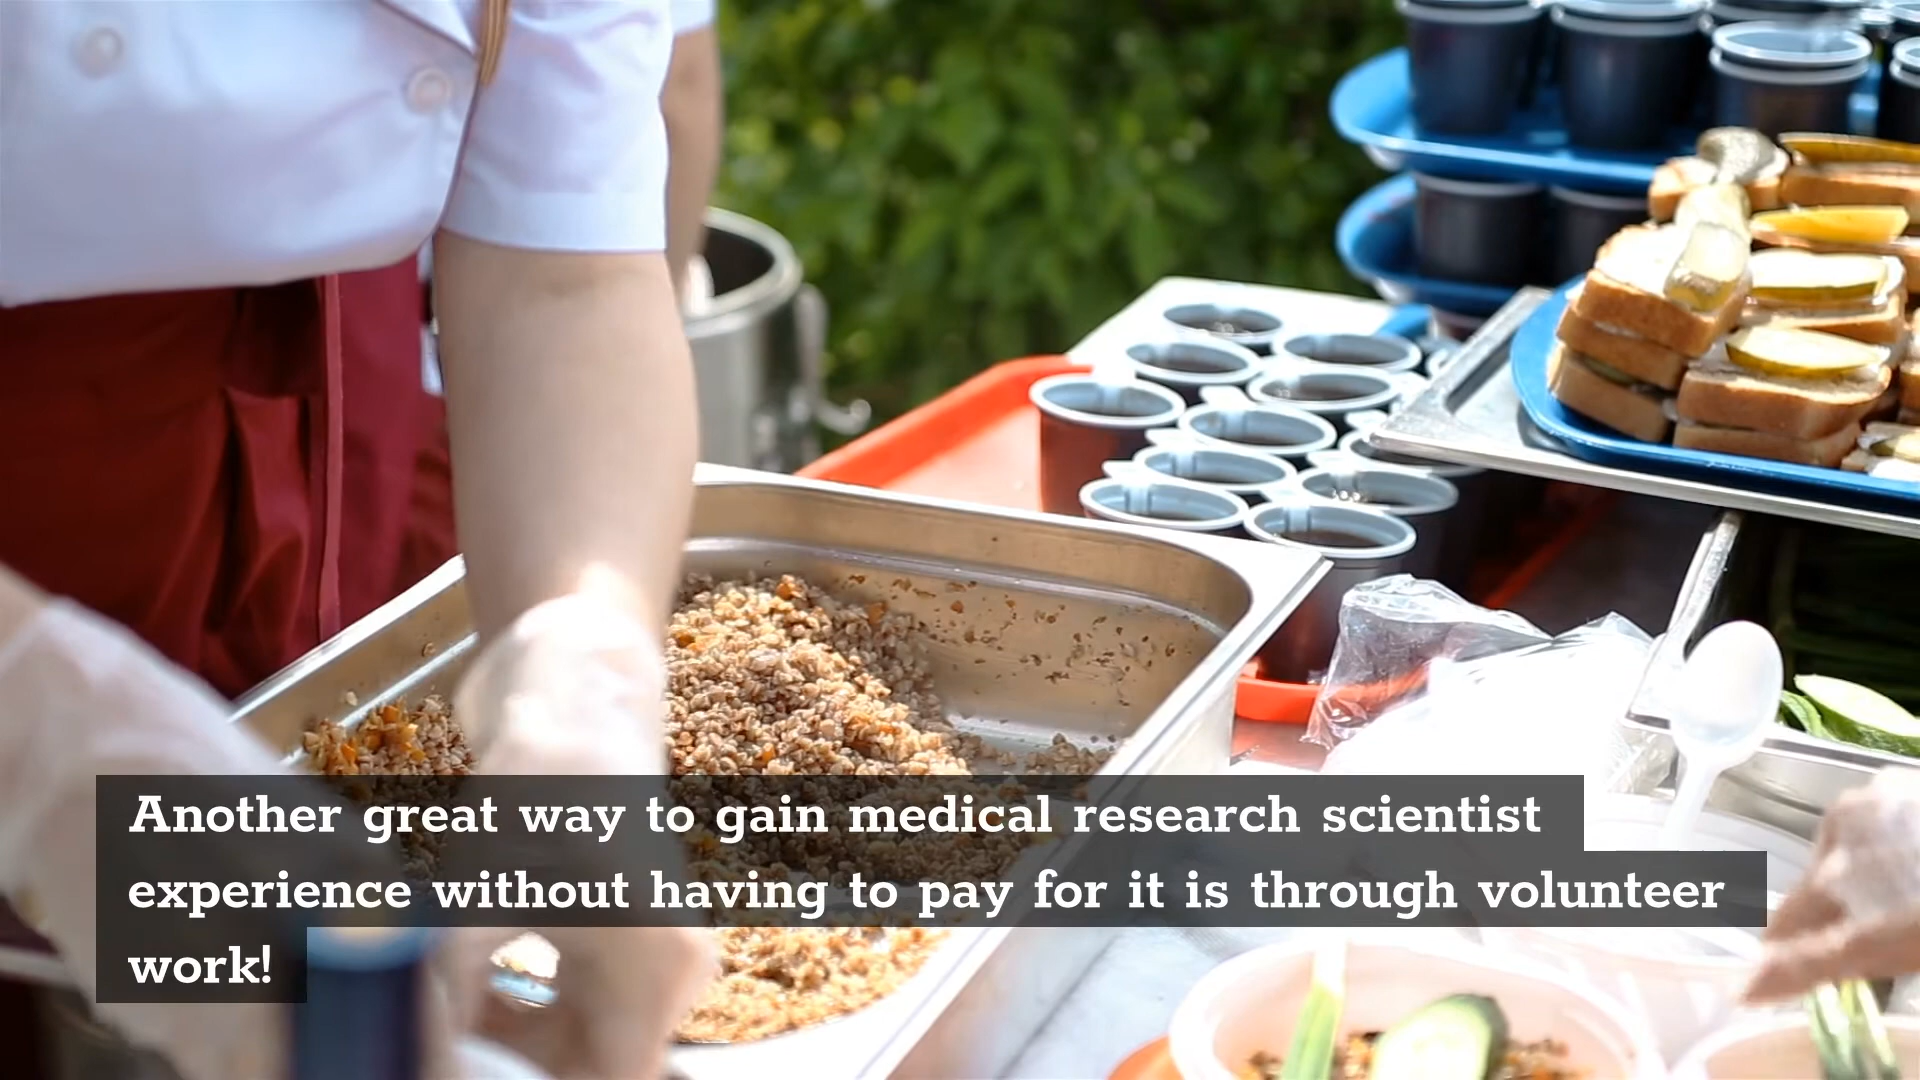 Another great way to gain medical research scientist
experience without having to pay for it is through volunteer
work!